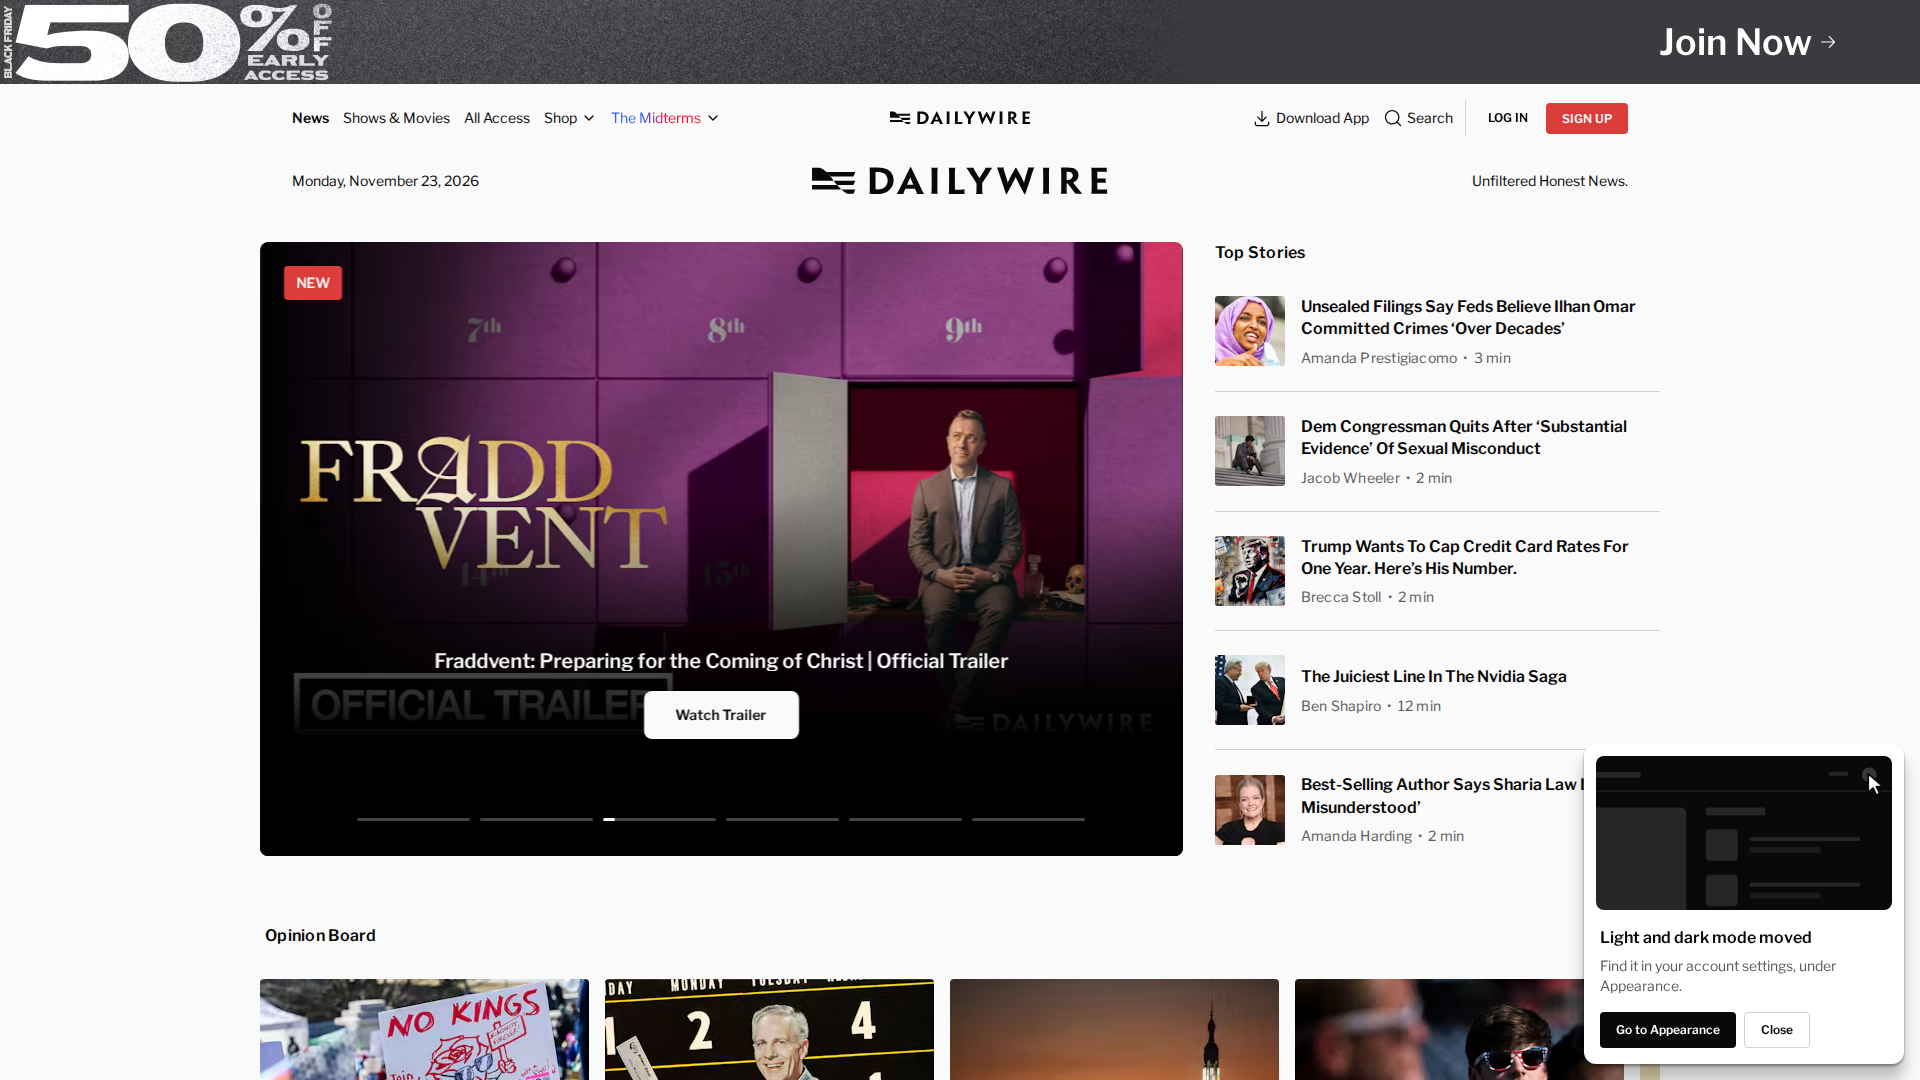 BLACK FRIDAY
50% OFF
EARLY
ACCESS
Join Now
News
Shows & Movies
All Access
Shop
The Midterms
DAILYWIRE
Download App
Search
LOG IN
SIGN UP
Monday, November 23, 2026
DAILYWIRE
Unfiltered Honest News.
NEW
7th
8th
9th
FRADD
VENT
14th
15th
Fraddvent: Preparing for the Coming of Christ | Official Trailer
OFFICIAL TRAILER
Watch Trailer
DAILYWIRE
Top Stories
Unsealed Filings Say Feds Believe Ilhan Omar
Committed Crimes ‘Over Decades’
Amanda Prestigiacomo • 3 min
Dem Congressman Quits After ‘Substantial
Evidence’ Of Sexual Misconduct
Jacob Wheeler • 2 min
Trump Wants To Cap Credit Card Rates For
One Year. Here’s His Number.
Brecca Stoll • 2 min
The Juiciest Line In The Nvidia Saga
Ben Shapiro • 12 min
Best-Selling Author Says Sharia Law
Misunderstood’
Amanda Harding • 2 min
Light and dark mode moved
Find it in your account settings, under
Appearance.
Go to Appearance
Close
Opinion Board
NO KINGS
MONDAY
TUESDAY
2
4